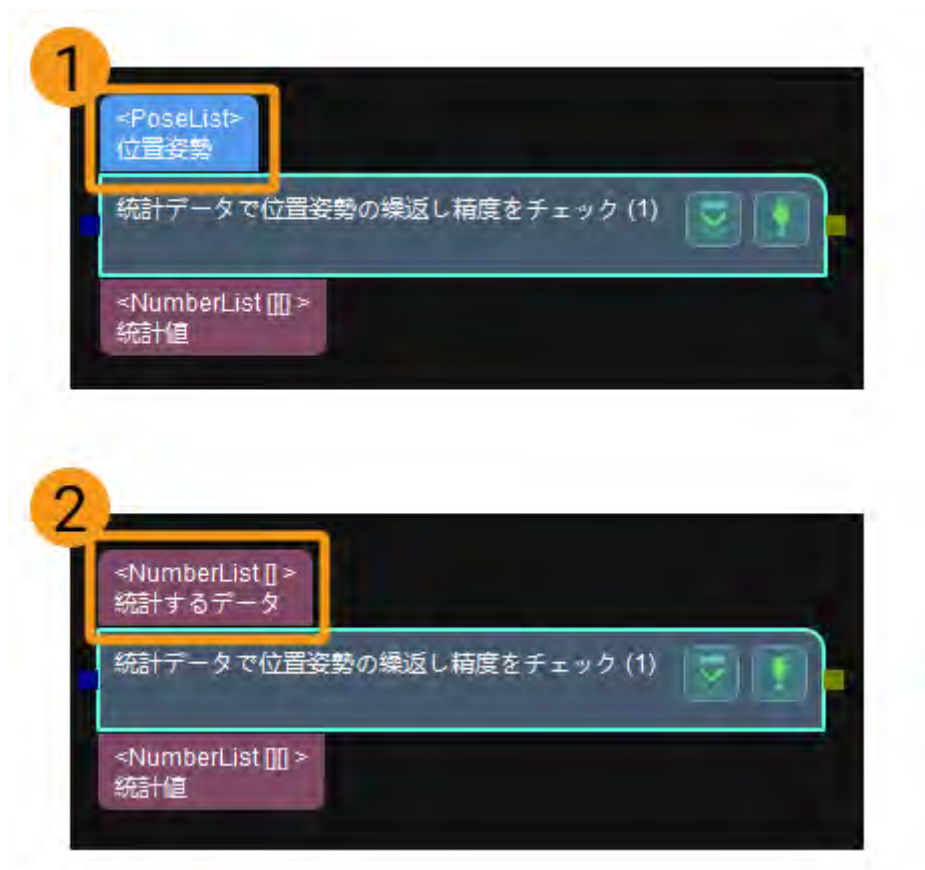 1
<PoseList>
位置姿勢
統計データで位置姿勢の繰返し精度をチェック (1)
<NumberList [][] >
統計値
2
<NumberList [] >
統計するデータ
統計データで位置姿勢の繰返し精度をチェック (1)
<NumberList [][] >
統計値